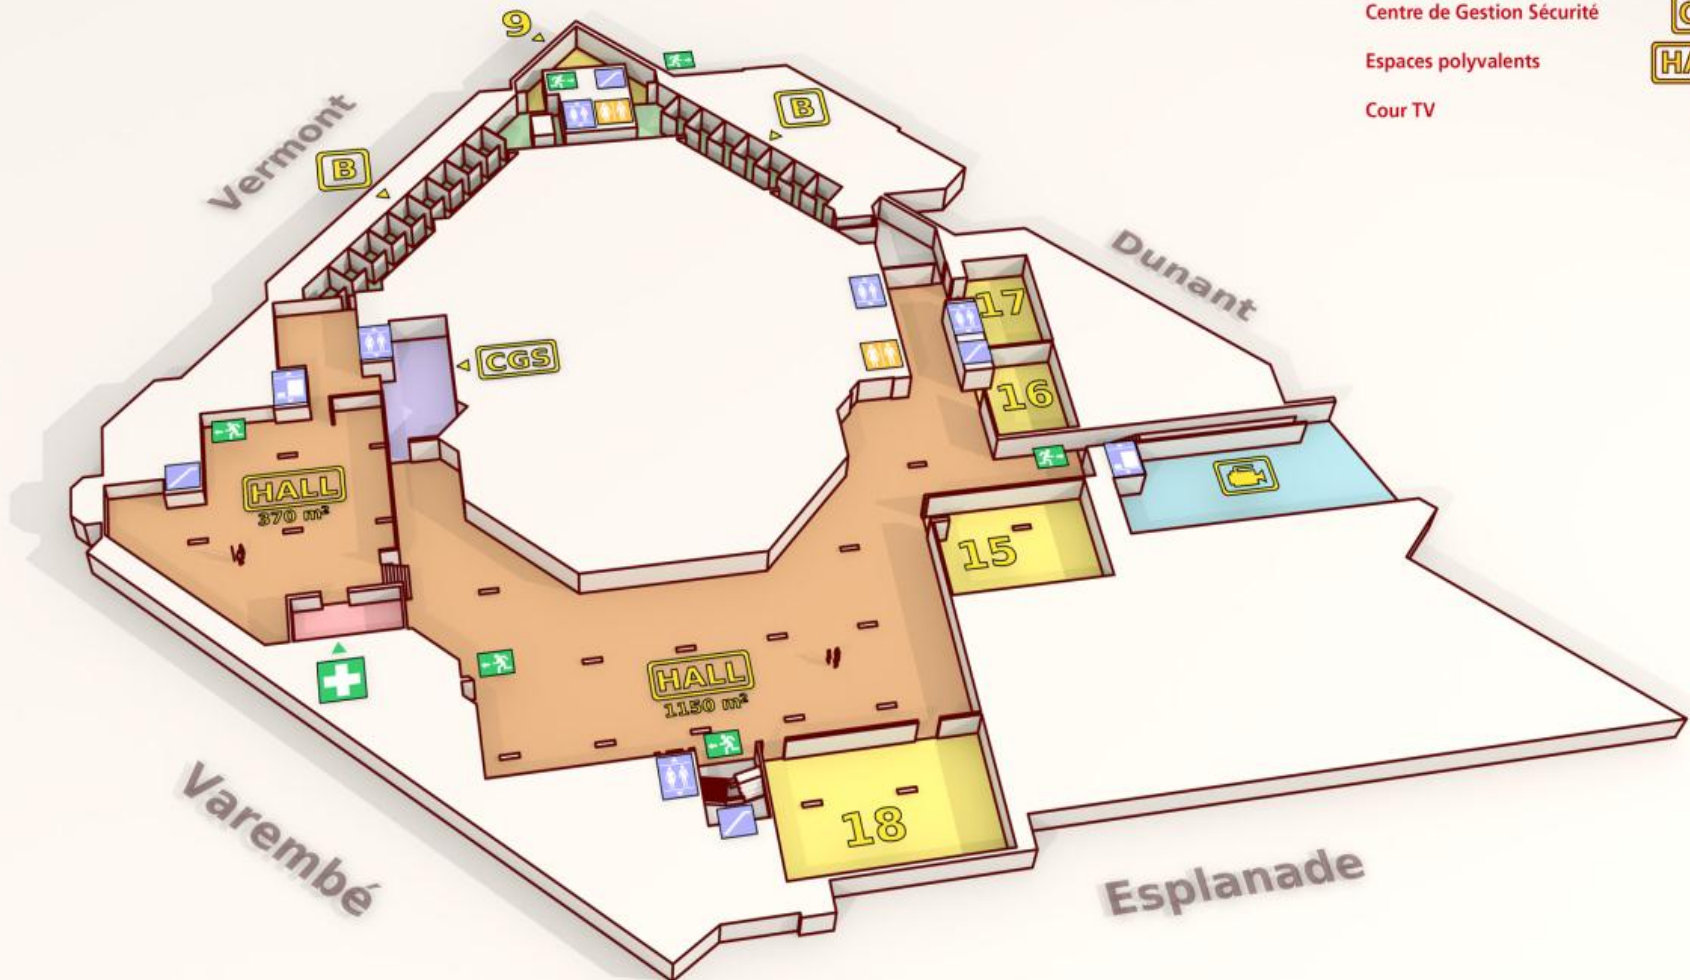 Centre de Gestion Sécurité
Espaces polyvalents
Cour TV
9
B
B
Vermont
Dunant
CGS
17
16
HALL
370 m²
15
HALL
1150 m²
18
Varembé
Esplanade